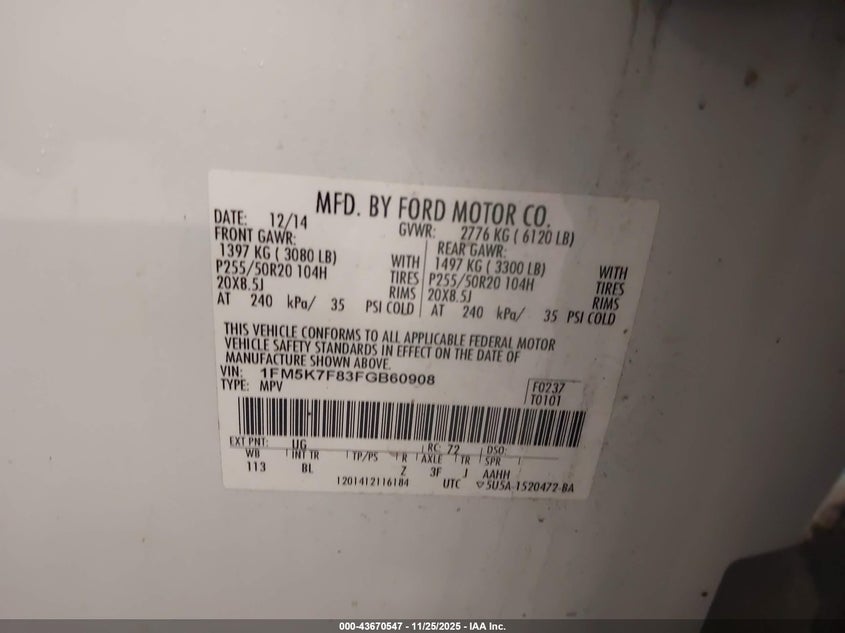 MFD. BY FORD MOTOR CO.
DATE: 12/14 GVWR: 2776 KG ( 6120 LB)
FRONT GAWR: REAR GAWR:
1397 KG ( 3080 LB) WITH 1497 KG ( 3300 LB) WITH
P255/50R20 104H TIRES P255/50R20 104H TIRES
20X8.5J RIMS 20X8.5J RIMS
AT 240 kPa/ 35 PSI COLD AT 240 kPa/ 35 PSI COLD
THIS VEHICLE CONFORMS TO ALL APPLICABLE FEDERAL MOTOR
VEHICLE SAFETY STANDARDS IN EFFECT ON THE DATE OF
MANUFACTURE SHOWN ABOVE.
VIN: 1FM5K7F83FGB60908
TYPE: MPV
F0237
T0101
EXT PNT: UG RC: 72 DSO:
WB INT TR TP/PS R AXLE TR SPR
113 BL Z 3F J AAHH
1201412116184 UTC ▽5U5A-1520472-BA
000-43670547 - 11/25/2025 - IAA Inc.